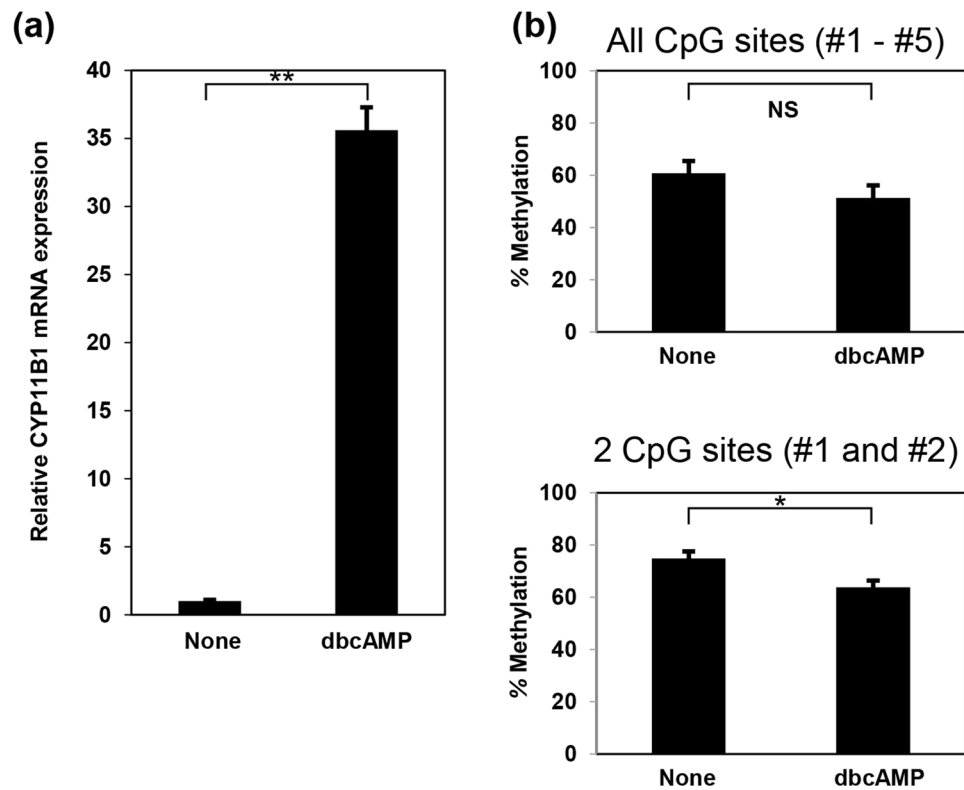 (a)
**
40
35
30
25
20
15
10
5
0
Relative CYP11B1 mRNA expression
None dbcAMP
(b)
All CpG sites (#1 - #5)
NS
100
80
60
40
20
0
% Methylation
None dbcAMP
2 CpG sites (#1 and #2)
*
100
80
60
40
20
0
% Methylation
None dbcAMP